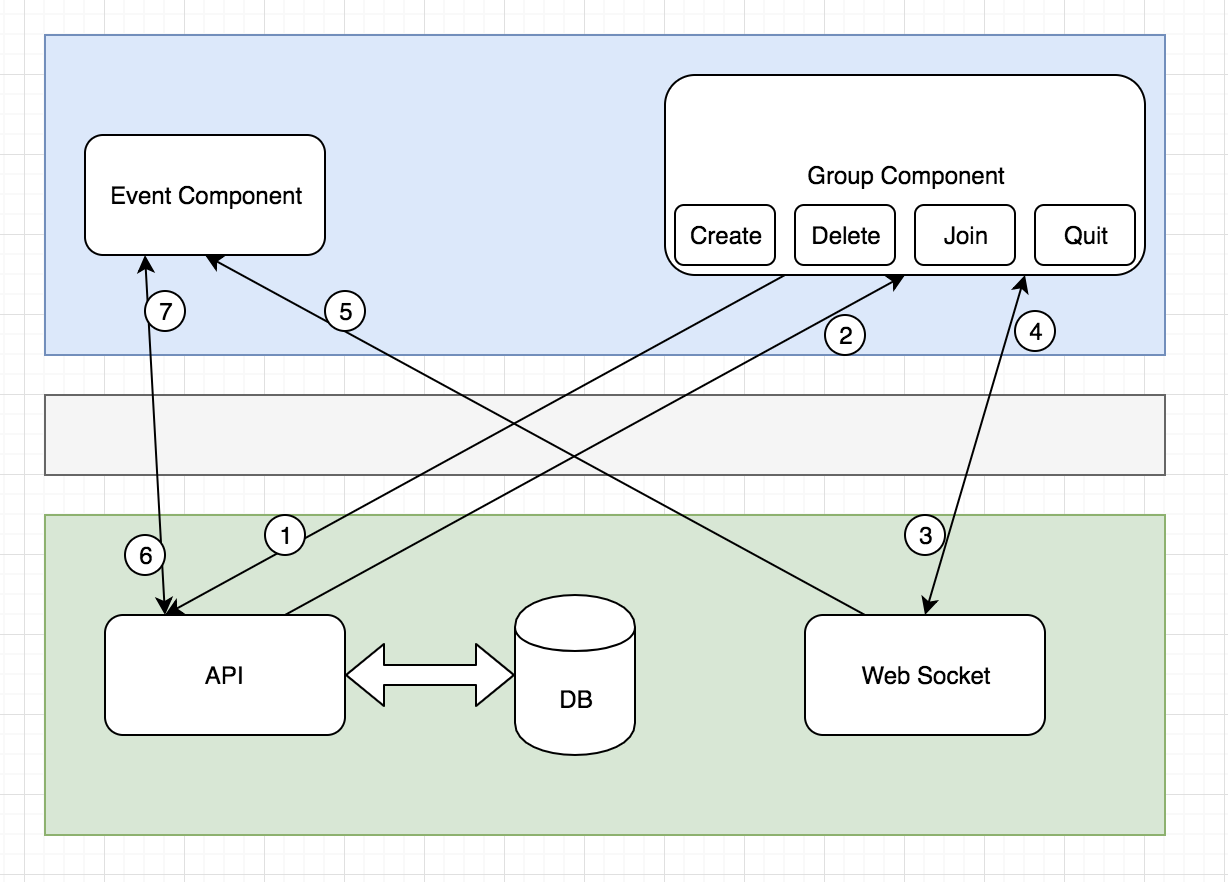 Group Component
Event Component
Create
Delete
Join
Quit
7
5
2
4
1
3
6
API
DB
Web Socket